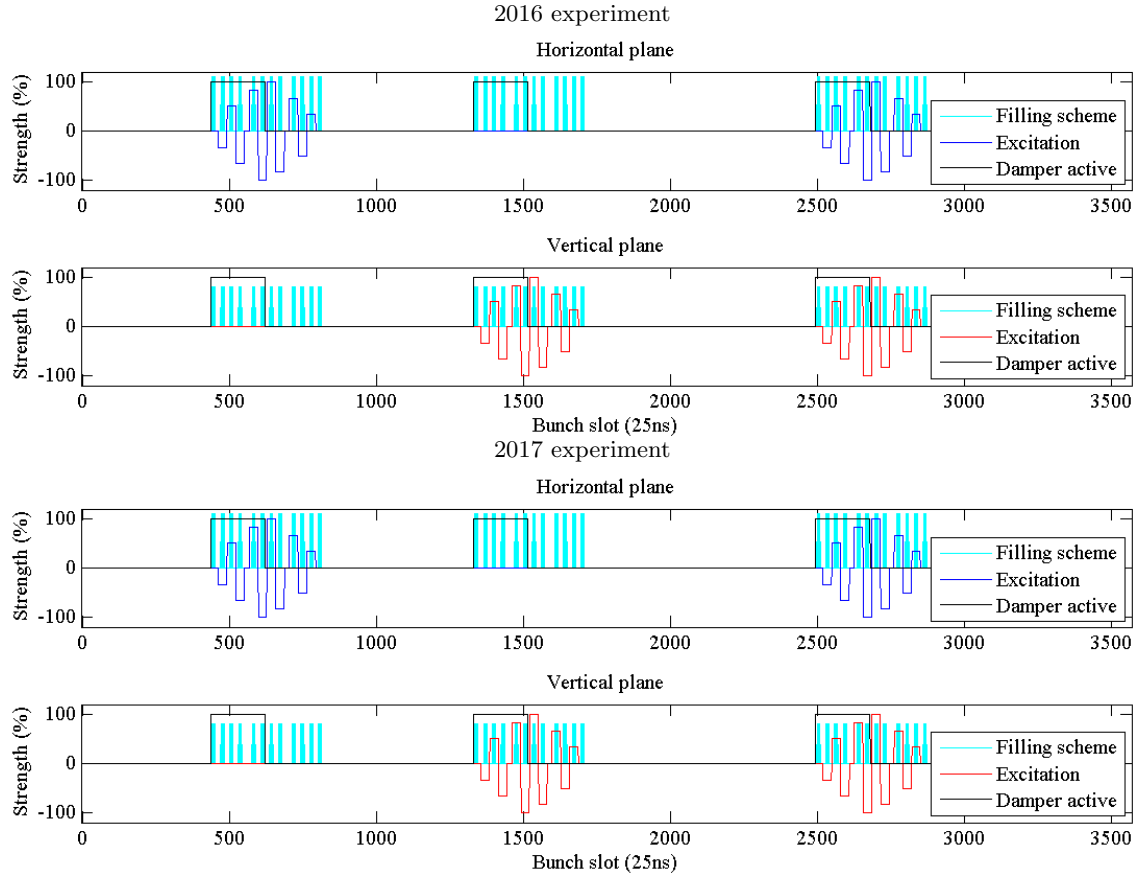 2016 experiment
Horizontal plane
Strength (%)
100
0
-100
Filling scheme
Excitation
Damper active
0 500 1000 1500 2000 2500 3000 3500
Vertical plane
Strength (%)
100
0
-100
Filling scheme
Excitation
Damper active
0 500 1000 1500 2000 2500 3000 3500
Bunch slot (25ns)
2017 experiment
Horizontal plane
Strength (%)
100
0
-100
Filling scheme
Excitation
Damper active
0 500 1000 1500 2000 2500 3000 3500
Vertical plane
Strength (%)
100
0
-100
Filling scheme
Excitation
Damper active
0 500 1000 1500 2000 2500 3000 3500
Bunch slot (25ns)